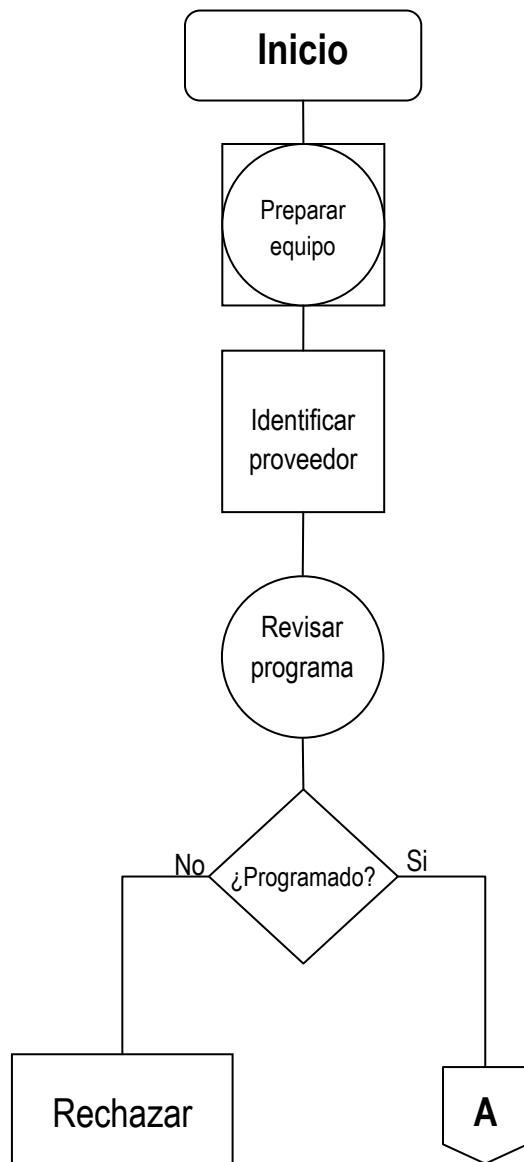 Inicio
Preparar
equipo
Identificar
proveedor
Revisar
programa
No
¿Programado?
Si
Rechazar
A